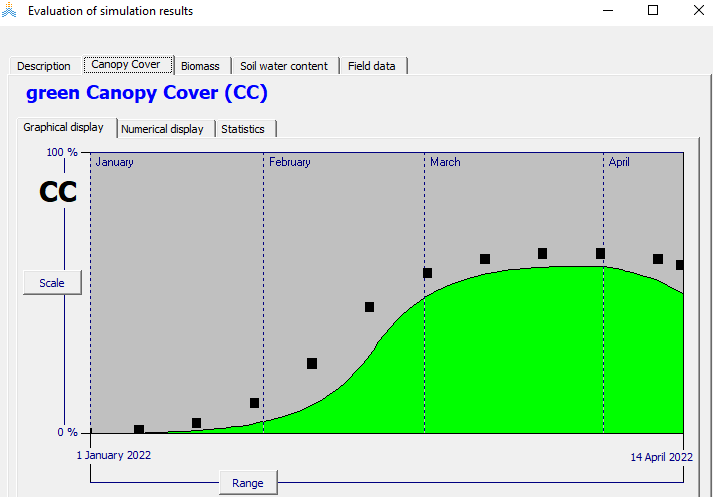 Evaluation of simulation results
Description Canopy Cover Biomass Soil water content Field data
green Canopy Cover (CC)
Graphical display Numerical display Statistics
100 %
January February March April
CC
Scale
0 %
1 January 2022 14 April 2022
Range